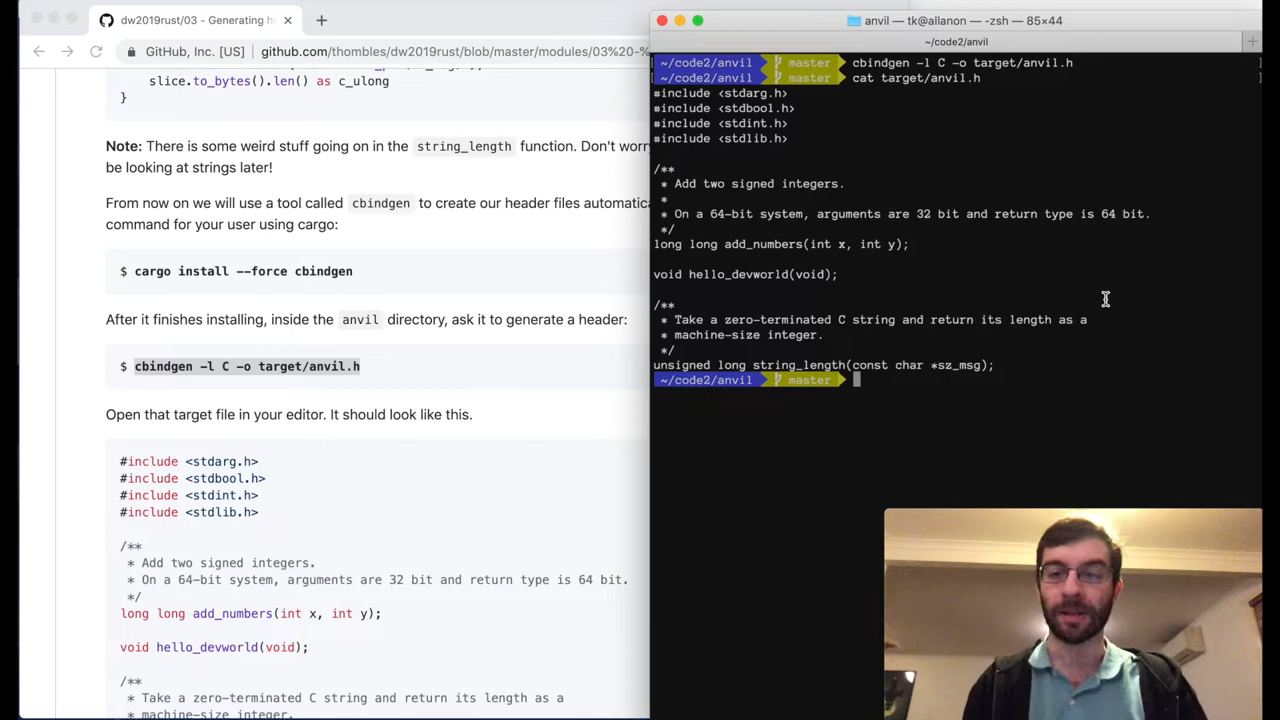 dw2019rust/03 - Generating h
GitHub, Inc. [US]
github.com/thombles/dw2019rust/blob/master/modules/03%20-%
slice.to_bytes().len() as c_ulong
}
Note: There is some weird stuff going on in the string_length function. Don't worry
be looking at strings later!
From now on we will use a tool called cbindgen to create our header files automatica
command for your user using cargo:
$ cargo install --force cbindgen
After it finishes installing, inside the anvil directory, ask it to generate a header:
$ cbindgen -l C -o target/anvil.h
Open that target file in your editor. It should look like this.
#include <stdarg.h>
#include <stdbool.h>
#include <stdint.h>
#include <stdlib.h>
/**
* Add two signed integers.
* On a 64-bit system, arguments are 32 bit and return type is 64 bit.
*/
long long add_numbers(int x, int y);
void hello_devworld(void);
/**
* Take a zero-terminated C string and return its length as a
* machine-size integer.
anvil — tk@allanon — -zsh — 85×44
~/code2/anvil
~/code2/anvil master cbindgen -l C -o target/anvil.h
~/code2/anvil master cat target/anvil.h
#include <stdarg.h>
#include <stdbool.h>
#include <stdint.h>
#include <stdlib.h>
/**
* Add two signed integers.
*
* On a 64-bit system, arguments are 32 bit and return type is 64 bit.
*/
long long add_numbers(int x, int y);
void hello_devworld(void);
/**
* Take a zero-terminated C string and return its length as a
* machine-size integer.
*/
unsigned long string_length(const char *sz_msg);
~/code2/anvil master